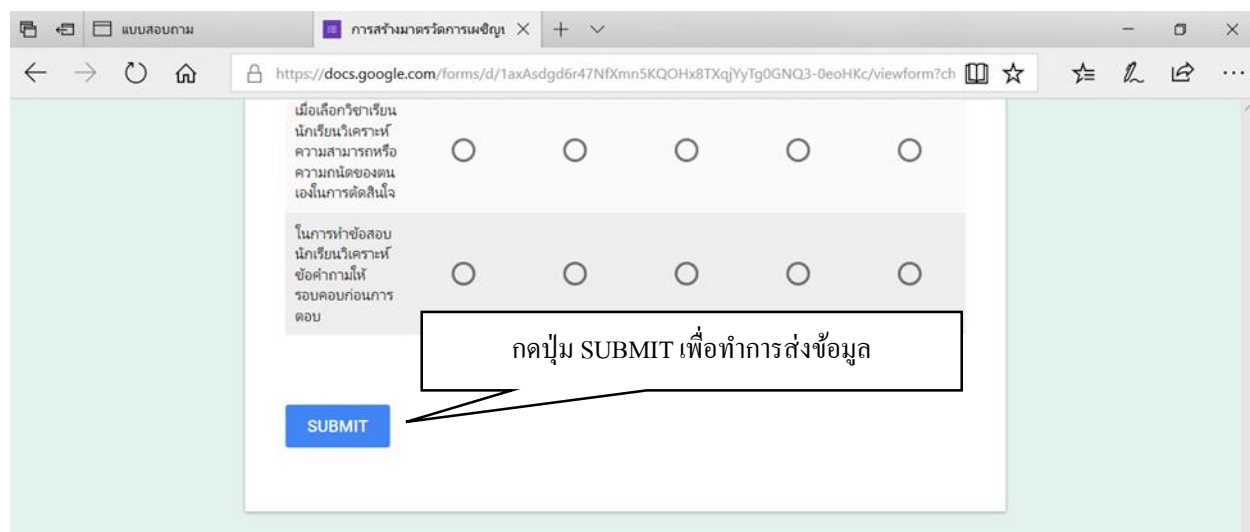 แบบสอบถาม
การสร้างมาตรวัดการเผชิญ
https://docs.google.com/forms/d/1axAsdgd6r47NfXmn5KQOHx8TXqjYyTg0GNQ3-0eoHKc/viewform?ch
เมื่อเลือกวิชาเรียน
นักเรียนวิเคราะห์
ความสามารถหรือ
ความถนัดของตน
เองในการตัดสินใจ
ในการทำข้อสอบ
นักเรียนวิเคราะห์
ข้อคำถามให้
รอบคอบก่อนการ
ตอบ
กดปุ่ม SUBMIT เพื่อทำการส่งข้อมูล
SUBMIT